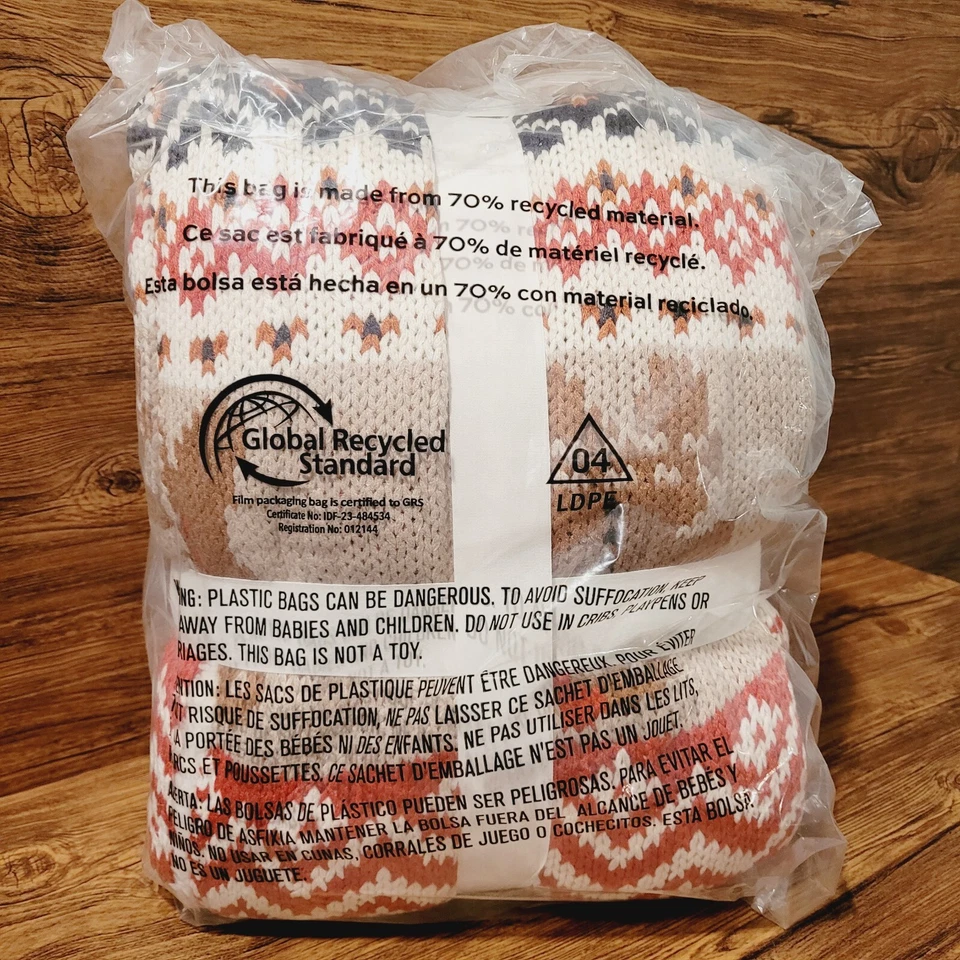 This bag is made from 70% recycled material.
Ce sac est fabriqué à 70% de matériel recyclé.
Esta bolsa está hecha en un 70% con material reciclado.
Global Recycled
Standard
Film packaging bag is certified to GRS
Certificate No: IDF-23-484534
Registration No: 012144
04
LDPE
NG: PLASTIC BAGS CAN BE DANGEROUS. TO AVOID SUFFOCATION, KEEP
AWAY FROM BABIES AND CHILDREN. DO NOT USE IN CRIBS, PLAYPENS OR
RIAGES. THIS BAG IS NOT A TOY.
NTION: LES SACS DE PLASTIQUE PEUVENT ÊTRE DANGEREUX. POUR ÉVITER
RISQUE DE SUFFOCATION, NE PAS LAISSER CE SACHET D'EMBALLAGE
À PORTÉE DES BÉBÉS NI DES ENFANTS. NE PAS UTILISER DANS LES LITS,
RCS ET POUSSETTES. CE SACHET D'EMBALLAGE N'EST PAS UN JOUET.
ERTA: LAS BOLSAS DE PLÁSTICO PUEDEN SER PELIGROSAS. PARA EVITAR EL
PELIGRO DE ASFIXIA MANTENER LA BOLSA FUERA DEL ALCANCE DE BEBÉS Y
NIÑOS. NO USAR EN CUNAS, CORRALES DE JUEGO O COCHECITOS. ESTA BOLSA
NO ES UN JUGUETE.